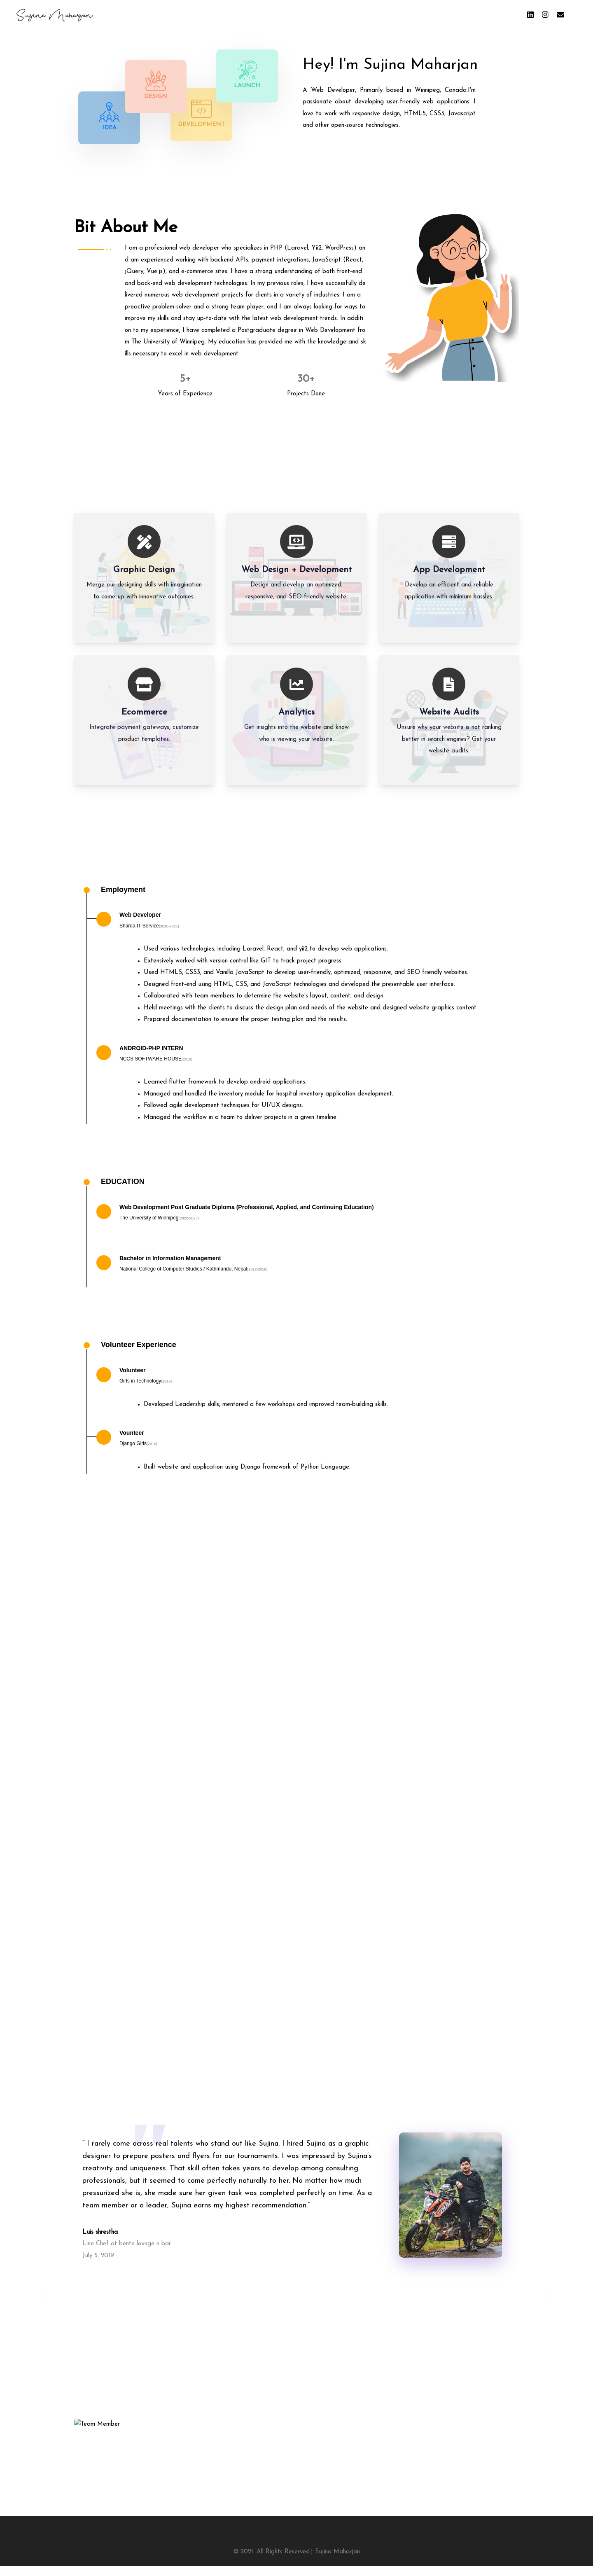 Sujina Maharjan
IDEA
DESIGN
DEVELOPMENT
LAUNCH
Hey! I'm Sujina Maharjan
A Web Developer, Primarily based in Winnipeg, Canada.I'm
passionate about developing user-friendly web applications. I
love to work with responsive design, HTML5, CSS3, Javascript
and other open-source technologies.
Bit About Me
I am a professional web developer who specializes in PHP (Laravel, Yii2, WordPress) an
d am experienced working with backend APIs, payment integrations, JavaScript (React,
jQuery, Vue.js), and e-commerce sites. I have a strong understanding of both front-end
and back-end web development technologies. In my previous roles, I have successfully de
livered numerous web development projects for clients in a variety of industries. I am a
proactive problem-solver and a strong team-player, and I am always looking for ways to
improve my skills and stay up-to-date with the latest web development trends. In additi
on to my experience, I have completed a Postgraduate degree in Web Development fro
m The University of Winnipeg. My education has provided me with the knowledge and sk
ills necessary to excel in web development.
5+
Years of Experience
30+
Projects Done
Graphic Design
Merge our designing skills with imagination
to come up with innovative outcomes.
Web Design + Development
Design and develop an optimized,
responsive, and SEO-friendly website.
App Development
Develop an efficient and reliable
application with minimum hassles.
Ecommerce
Integrate payment gateways, customize
product templates.
Analytics
Get insights into the website and know
who is viewing your website.
Website Audits
Unsure why your website is not ranking
better in search engines? Get your
website audits.
Employment
Web Developer
Sharda IT Service
Used various technologies, including Laravel, React, and yii2 to develop web applications.
Extensively worked with version control like GIT to track project progress.
Used HTML5, CSS3, and Vanilla JavaScript to develop user-friendly, optimized, responsive, and SEO friendly websites.
Designed front-end using HTML, CSS, and JavaScript technologies and developed the presentable user interface.
Collaborated with team members to determine the website's layout, content, and design.
Held meetings with the clients to discuss the design plan and needs of the website and designed website graphics content.
Prepared documentation to ensure the proper testing plan and the results.
ANDROID-PHP INTERN
NCCS SOFTWARE HOUSE
Learned flutter framework to develop android applications.
Managed and handled the inventory module for hospital inventory application development.
Followed agile development techniques for UI/UX designs.
Managed the workflow in a team to deliver projects in a given timeline.
EDUCATION
Web Development Post Graduate Diploma (Professional, Applied, and Continuing Education)
The University of Winnipeg
Bachelor in Information Management
National College of Computer Studies / Kathmandu, Nepal
Volunteer Experience
Volunteer
Girls in Technology
Developed Leadership skills, mentored a few workshops and improved team-building skills.
Vounteer
Django Girls
Built website and application using Django framework of Python Language.
" I rarely come across real talents who stand out like Sujina. I hired Sujina as a graphic
designer to prepare posters and flyers for our tournaments. I was impressed by Sujina's
creativity and uniqueness. That skill often takes years to develop among consulting
professionals, but it seemed to come perfectly naturally to her. No matter how much
pressurized she is, she made sure her given task was completed perfectly on time. As a
team member or a leader, Sujina earns my highest recommendation."
Luis shrestha
Line Chef at bento lounge n bar
July 5, 2019
Team Member
© 2021. All Rights Reserved.| Sujina Maharjan